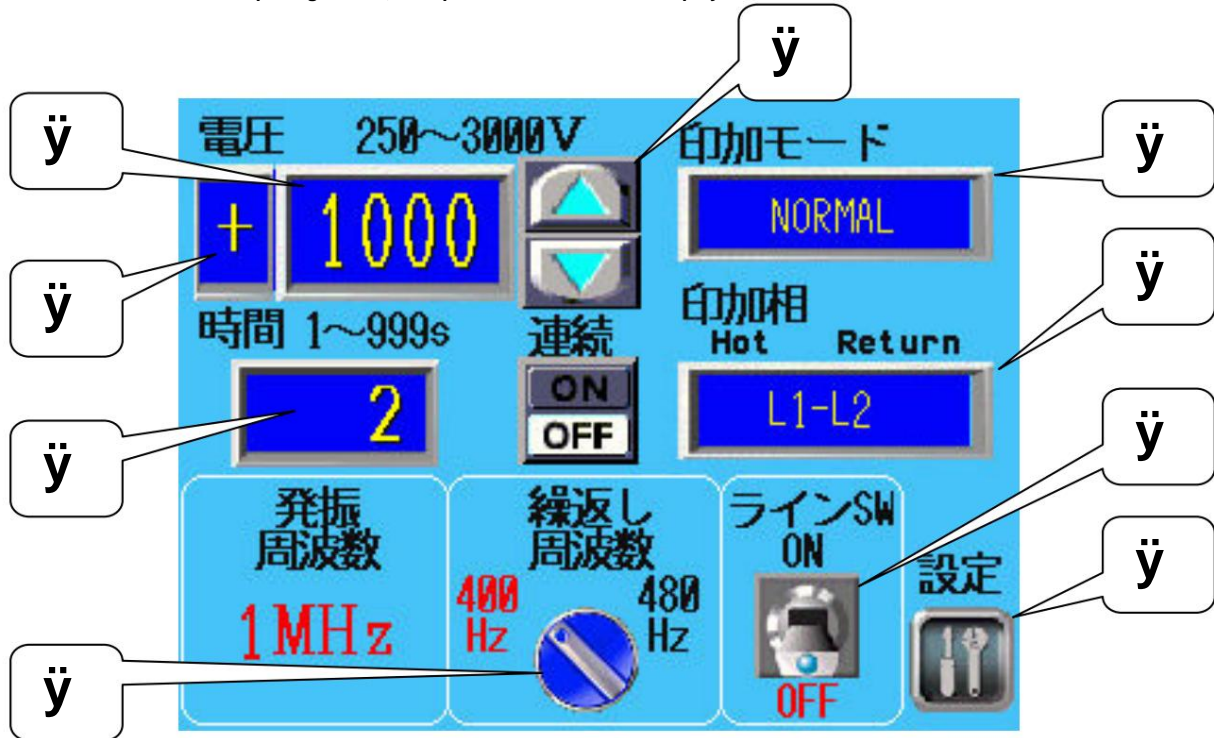 ÿ
ÿ
ÿ
電圧 250～3000V
印加モード
ÿ
+ 1000
NORMAL
ÿ
ÿ
時間 1～999s
連続
印加相
Hot Return
ON
OFF
2
L1-L2
ÿ
ÿ
発振
周波数
繰返し
周波数
ラインSW
ON
設定
ÿ
400
Hz
480
Hz
1MHz
OFF
ÿ